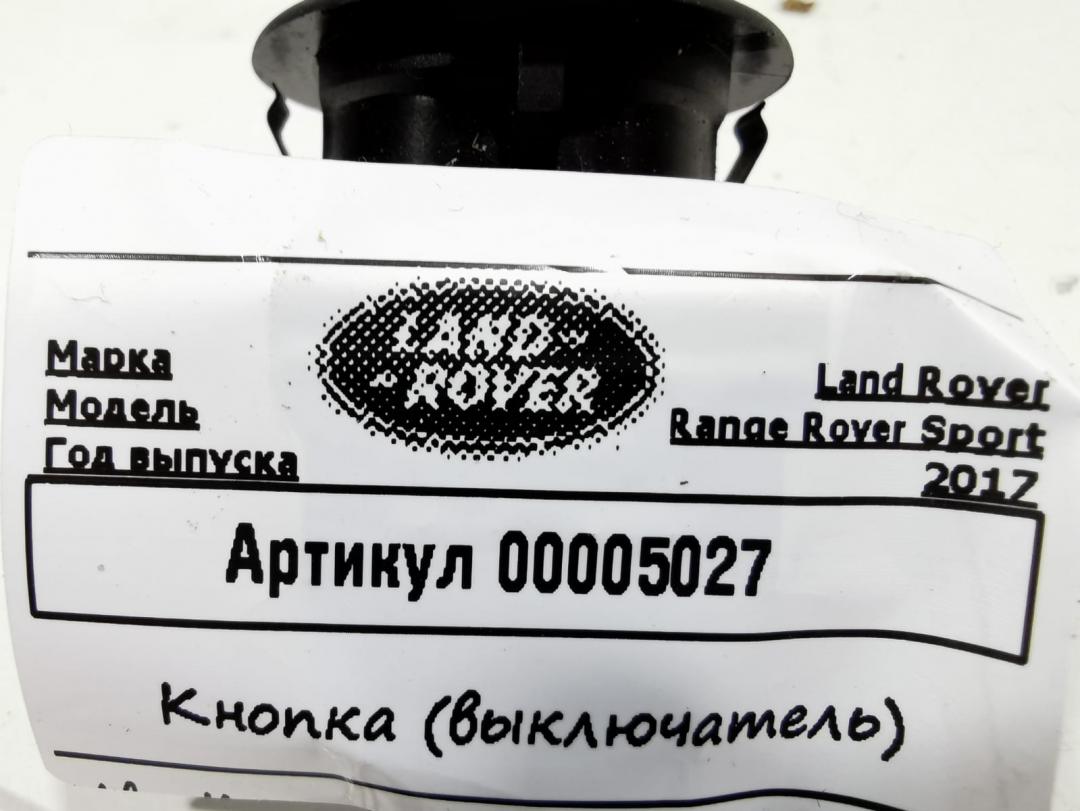 LAND-
-ROVER
Марка Land Rover
Модель Range Rover Sport
Год выпуска 2017
Артикул 00005027
Кнопка (выключатель)